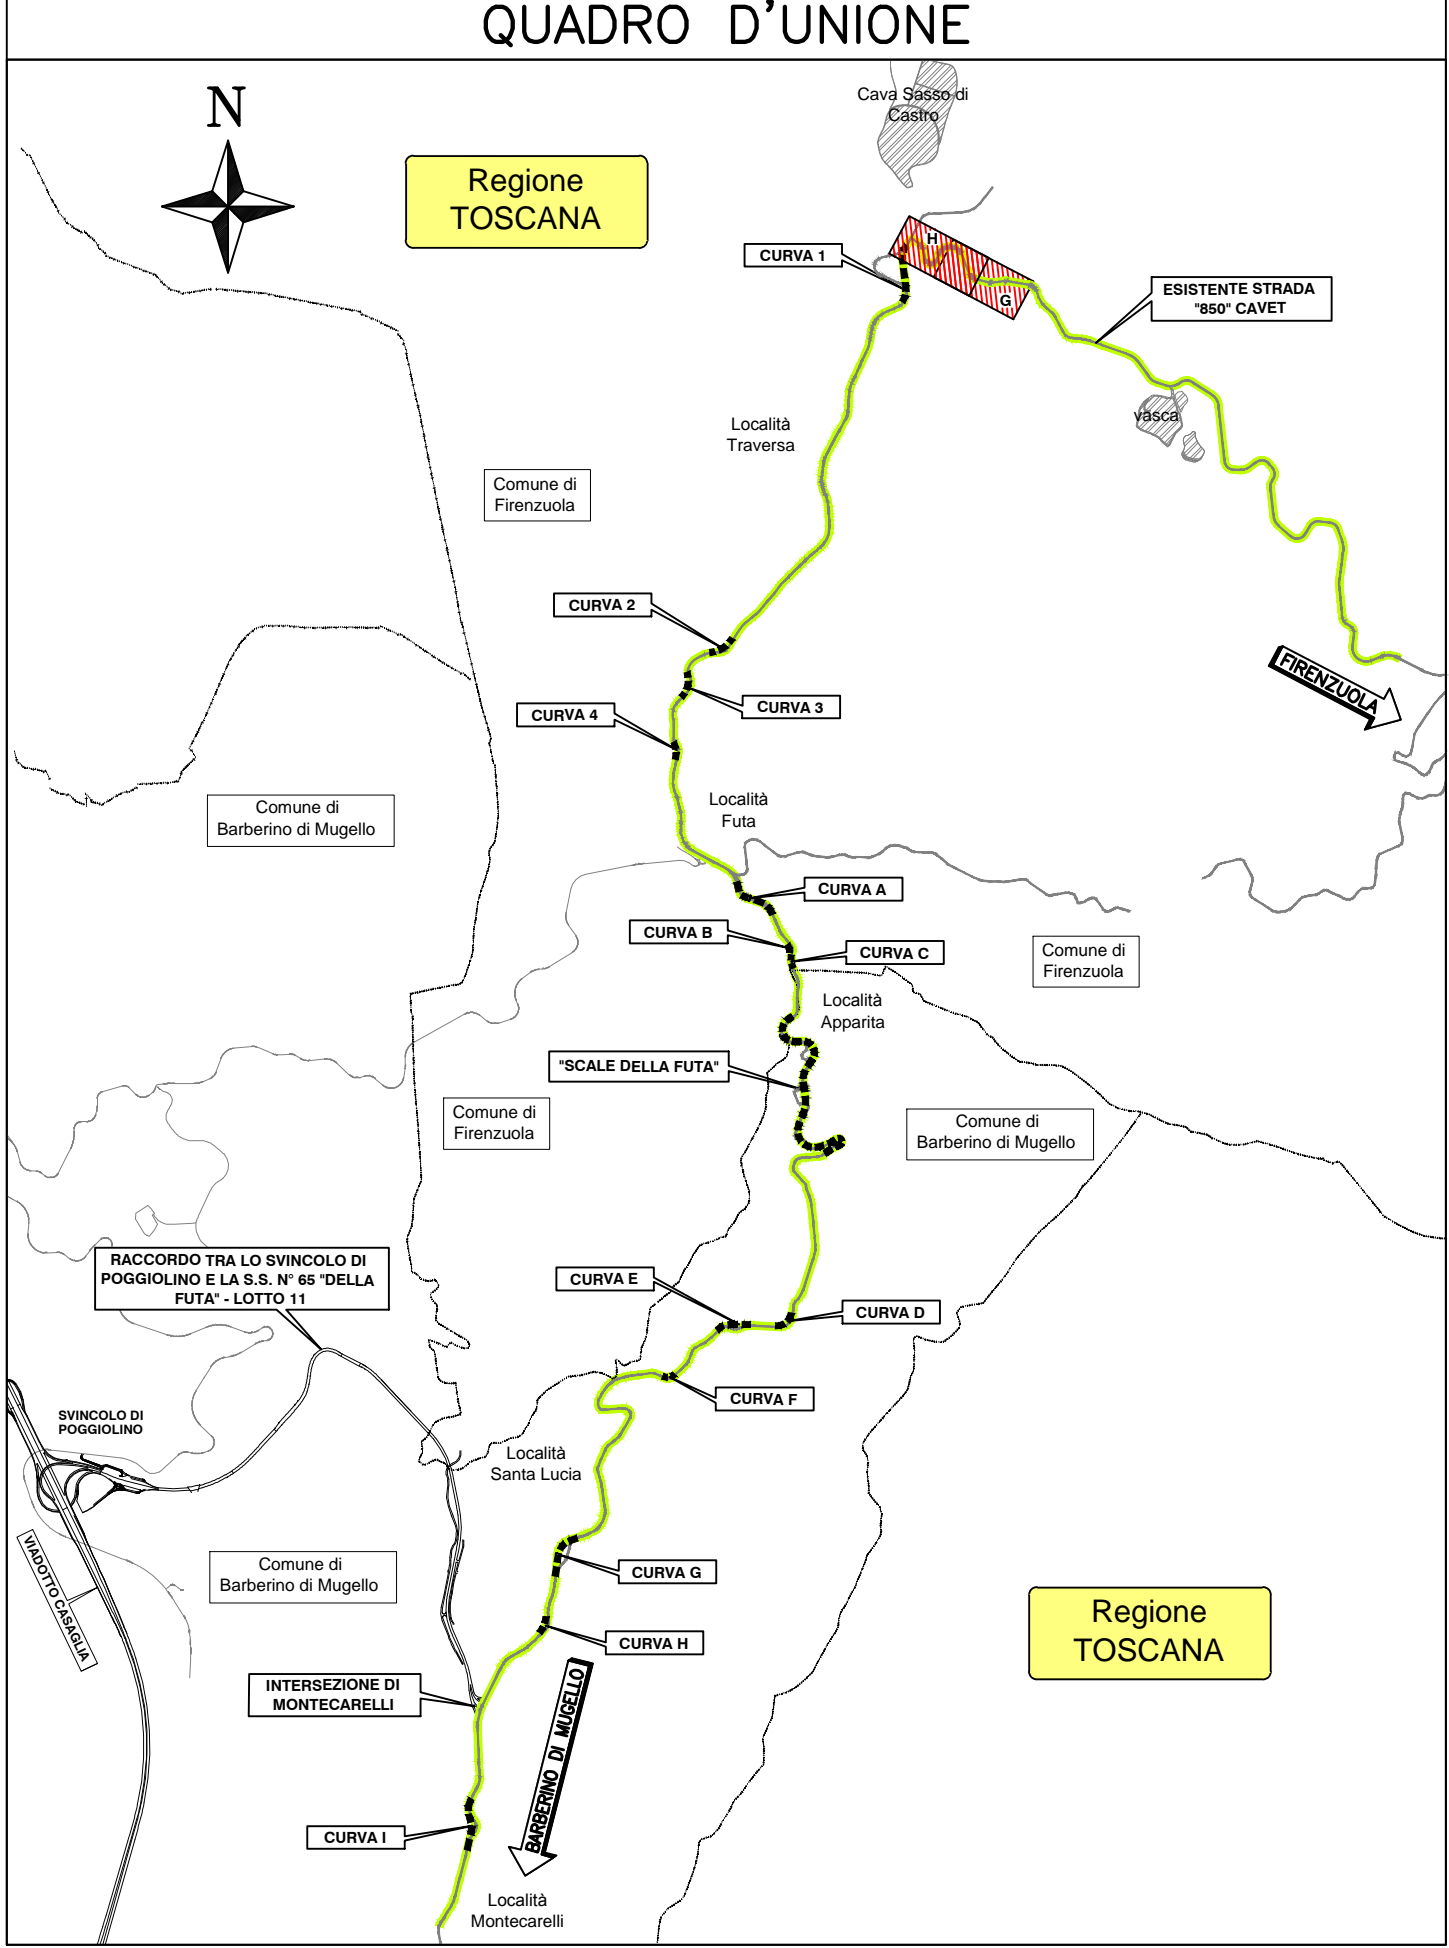 QUADRO D'UNIONE
Cava Sasso di
Castro
N
Regione
TOSCANA
H
CURVA 1
G
ESISTENTE STRADA
"850" CAVET
vasca
Località
Traversa
Comune di
Firenzuola
CURVA 2
FIRENZUOLA
CURVA 3
CURVA 4
Località
Futa
Comune di
Barberino di Mugello
CURVA A
CURVA B
CURVA C
Comune di
Firenzuola
Località
Apparita
"SCALE DELLA FUTA"
Comune di
Firenzuola
Comune di
Barberino di Mugello
RACCORDO TRA LO SVINCOLO DI
POGGIOLINO E LA S.S. N° 65 "DELLA
FUTA" - LOTTO 11
CURVA E
CURVA D
CURVA F
SVINCOLO DI
POGGIOLINO
Località
Santa Lucia
VIADOTTO CASAGLIA
Comune di
Barberino di Mugello
CURVA G
Regione
TOSCANA
CURVA H
INTERSEZIONE DI
MONTECARELLI
BARBERINO DI MUGELLO
CURVA I
Località
Montecarelli